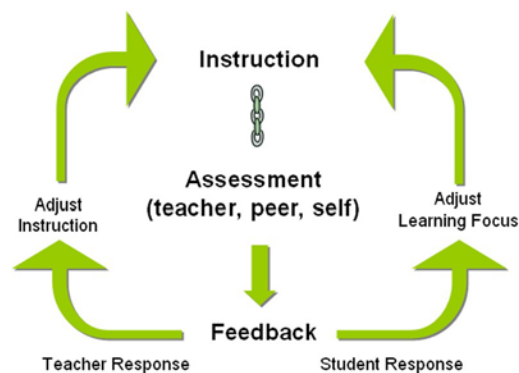 Instruction
Assessment
(teacher, peer, self)
Adjust
Instruction
Adjust
Learning Focus
Feedback
Teacher Response
Student Response